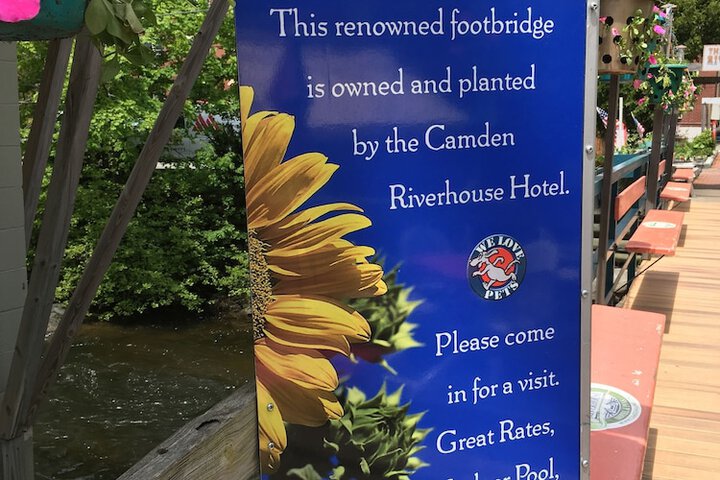 This renowned footbridge
is owned and planted
by the Camden
Riverhouse Hotel.
WE LOVE
PETS
Please come
in for a visit.
Great Rates,
Pool,